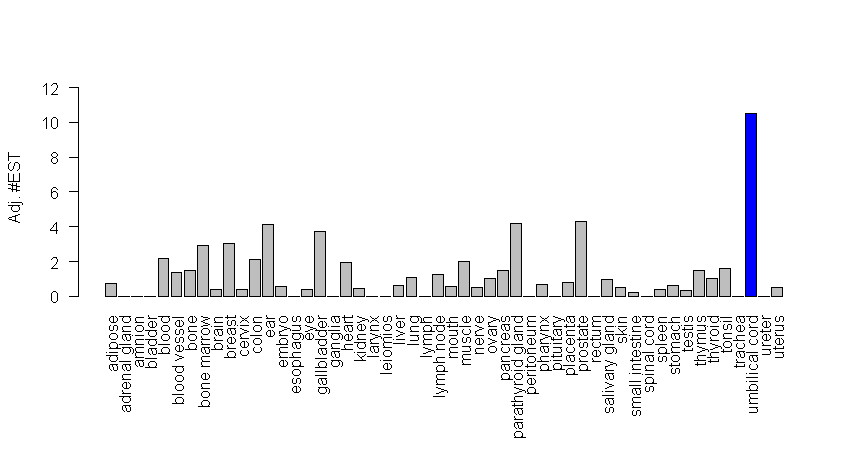 Adj. #EST
12
10
8
6
4
2
0
adipose
adrenal gland
amnion
bladder
blood
blood vessel
bone
bone marrow
brain
breast
cervix
colon
ear
embryo
esophagus
eye
gallbladder
ganglia
heart
kidney
larynx
leiomios
liver
lung
lymph
lymph node
mouth
muscle
nerve
ovary
pancreas
parathyroid gland
peritoneum
pharynx
pituitary
placenta
prostate
rectum
salivary gland
skin
small intestine
spinal cord
spleen
stomach
testis
thymus
thyroid
tonsil
trachea
umbilical cord
ureter
uterus